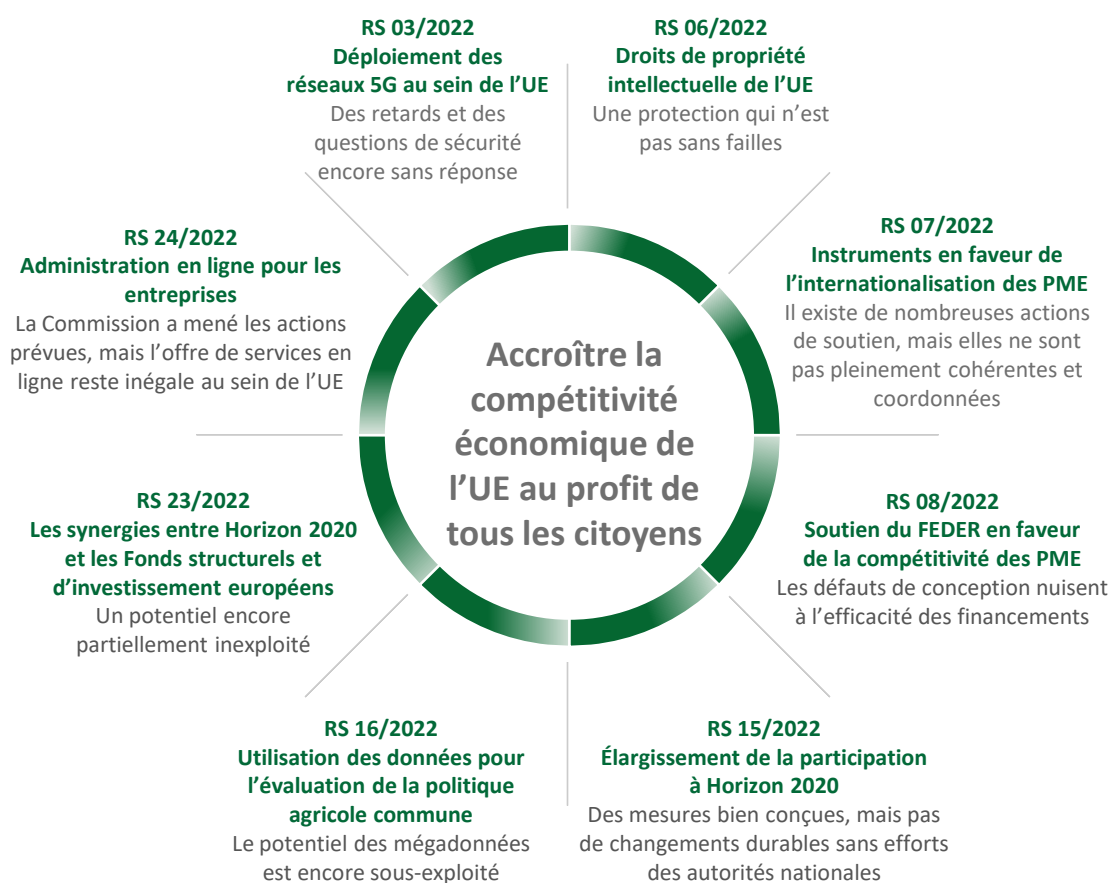 RS 03/2022
Déploiement des
réseaux 5G au sein de l'UE
Des retards et des
questions de sécurité
encore sans réponse
RS 06/2022
Droits de propriété
intellectuelle de l'UE
Une protection qui n'est
pas sans failles
RS 07/2022
Instruments en faveur de
l'internationalisation des PME
Il existe de nombreuses actions
de soutien, mais elles ne sont
pas pleinement cohérentes et
coordonnées
RS 08/2022
Soutien du FEDER en faveur
de la compétitivité des PME
Les défauts de conception nuisent
à l'efficacité des financements
RS 15/2022
Élargissement de la participation
à Horizon 2020
Des mesures bien conçues, mais pas
de changements durables sans efforts
des autorités nationales
RS 16/2022
Utilisation des données pour
l'évaluation de la politique
agricole commune
Le potentiel des mégadonnées
est encore sous-exploité
RS 23/2022
Les synergies entre Horizon 2020
et les Fonds structurels et
d'investissement européens
Un potentiel encore
partiellement inexploité
RS 24/2022
Administration en ligne pour les
entreprises
La Commission a mené les actions
prévues, mais l'offre de services en
ligne reste inégale au sein de l'UE
Accroître la
compétitivité
économique de
l'UE au profit de
tous les citoyens